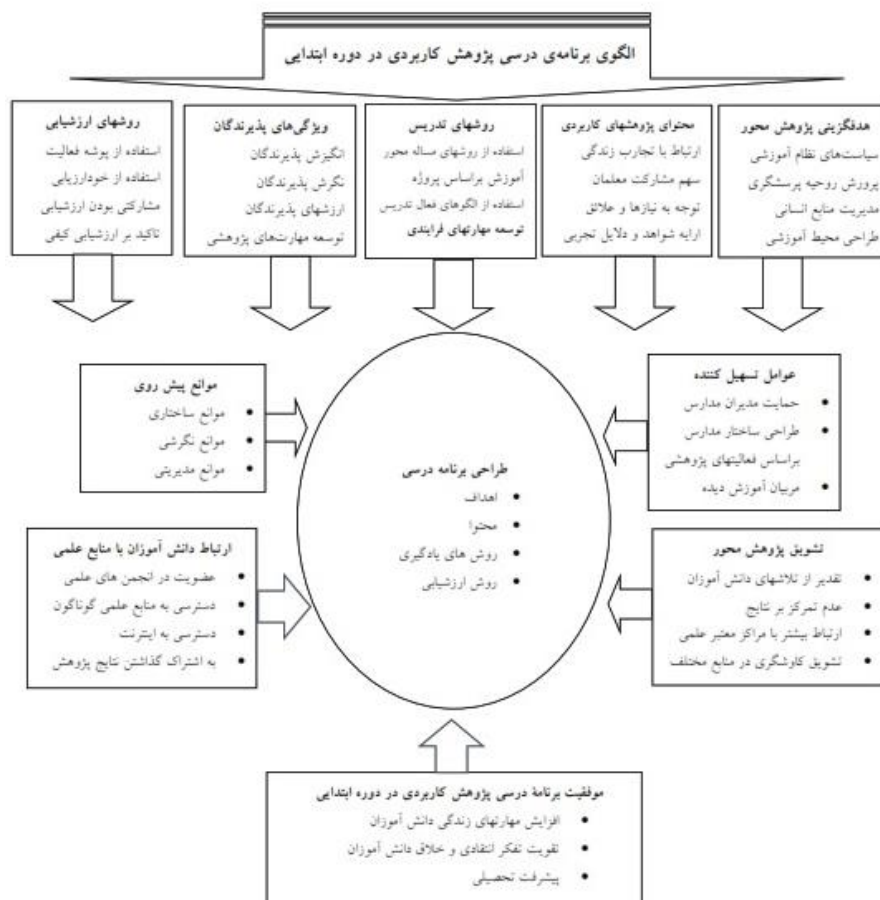 الگوی برنامه‌ی درسی پژوهش کاربردی در دوره ابتدایی
هدفگزینی پژوهش محور
سیاست‌های نظام آموزشی
پرورش روحیه پرسشگری
مدیریت منابع انسانی
طراحی محیط آموزشی
محتوای پژوهشهای کاربردی
ارتباط با تجارب زندگی
سهم مشارکت معلمان
توجه به نیازها و علائق
ارایه شواهد و دلایل تجربی
روشهای تدریس
استفاده از روشهای مساله محور
آموزش براساس پروژه
استفاده از الگوهای فعال تدریس
توسعه مهارتهای فرایندی
ویژگی‌های پذیرندگان
انگیزش پذیرندگان
نگرش پذیرندگان
ارزشهای پذیرندگان
توسعه مهارت‌های پژوهشی
روشهای ارزشیابی
استفاده از پوشه فعالیت
استفاده از خودارزیابی
مشارکتی بودن ارزشیابی
تاکید بر ارزشیابی کیفی
عوامل تسهیل کننده
• حمایت مدیران مدارس
• طراحی ساختار مدارس
براساس فعالیتهای پژوهشی
• مربیان آموزش دیده
موانع پیش روی
• موانع ساختاری
• موانع نگرشی
• موانع مدیریتی
طراحی برنامه درسی
• اهداف
• محتوا
• روش های یادگیری
• روش ارزشیابی
تشویق پژوهش محور
• تقدیر از تلاشهای دانش آموزان
• عدم تمرکز بر نتایج
• ارتباط بیشتر با مراکز معتبر علمی
• تشویق کاوشگری در منابع مختلف
ارتباط دانش آموزان با منابع علمی
• عضویت در انجمن های علمی
• دسترسی به منابع علمی گوناگون
• دسترسی به اینترنت
• به اشتراک گذاشتن نتایج پژوهش
موفقیت برنامهٔ درسی پژوهش کاربردی در دوره ابتدایی
• افزایش مهارتهای زندگی دانش آموزان
• تقویت تفکر انتقادی و خلاق دانش آموزان
• پیشرفت تحصیلی